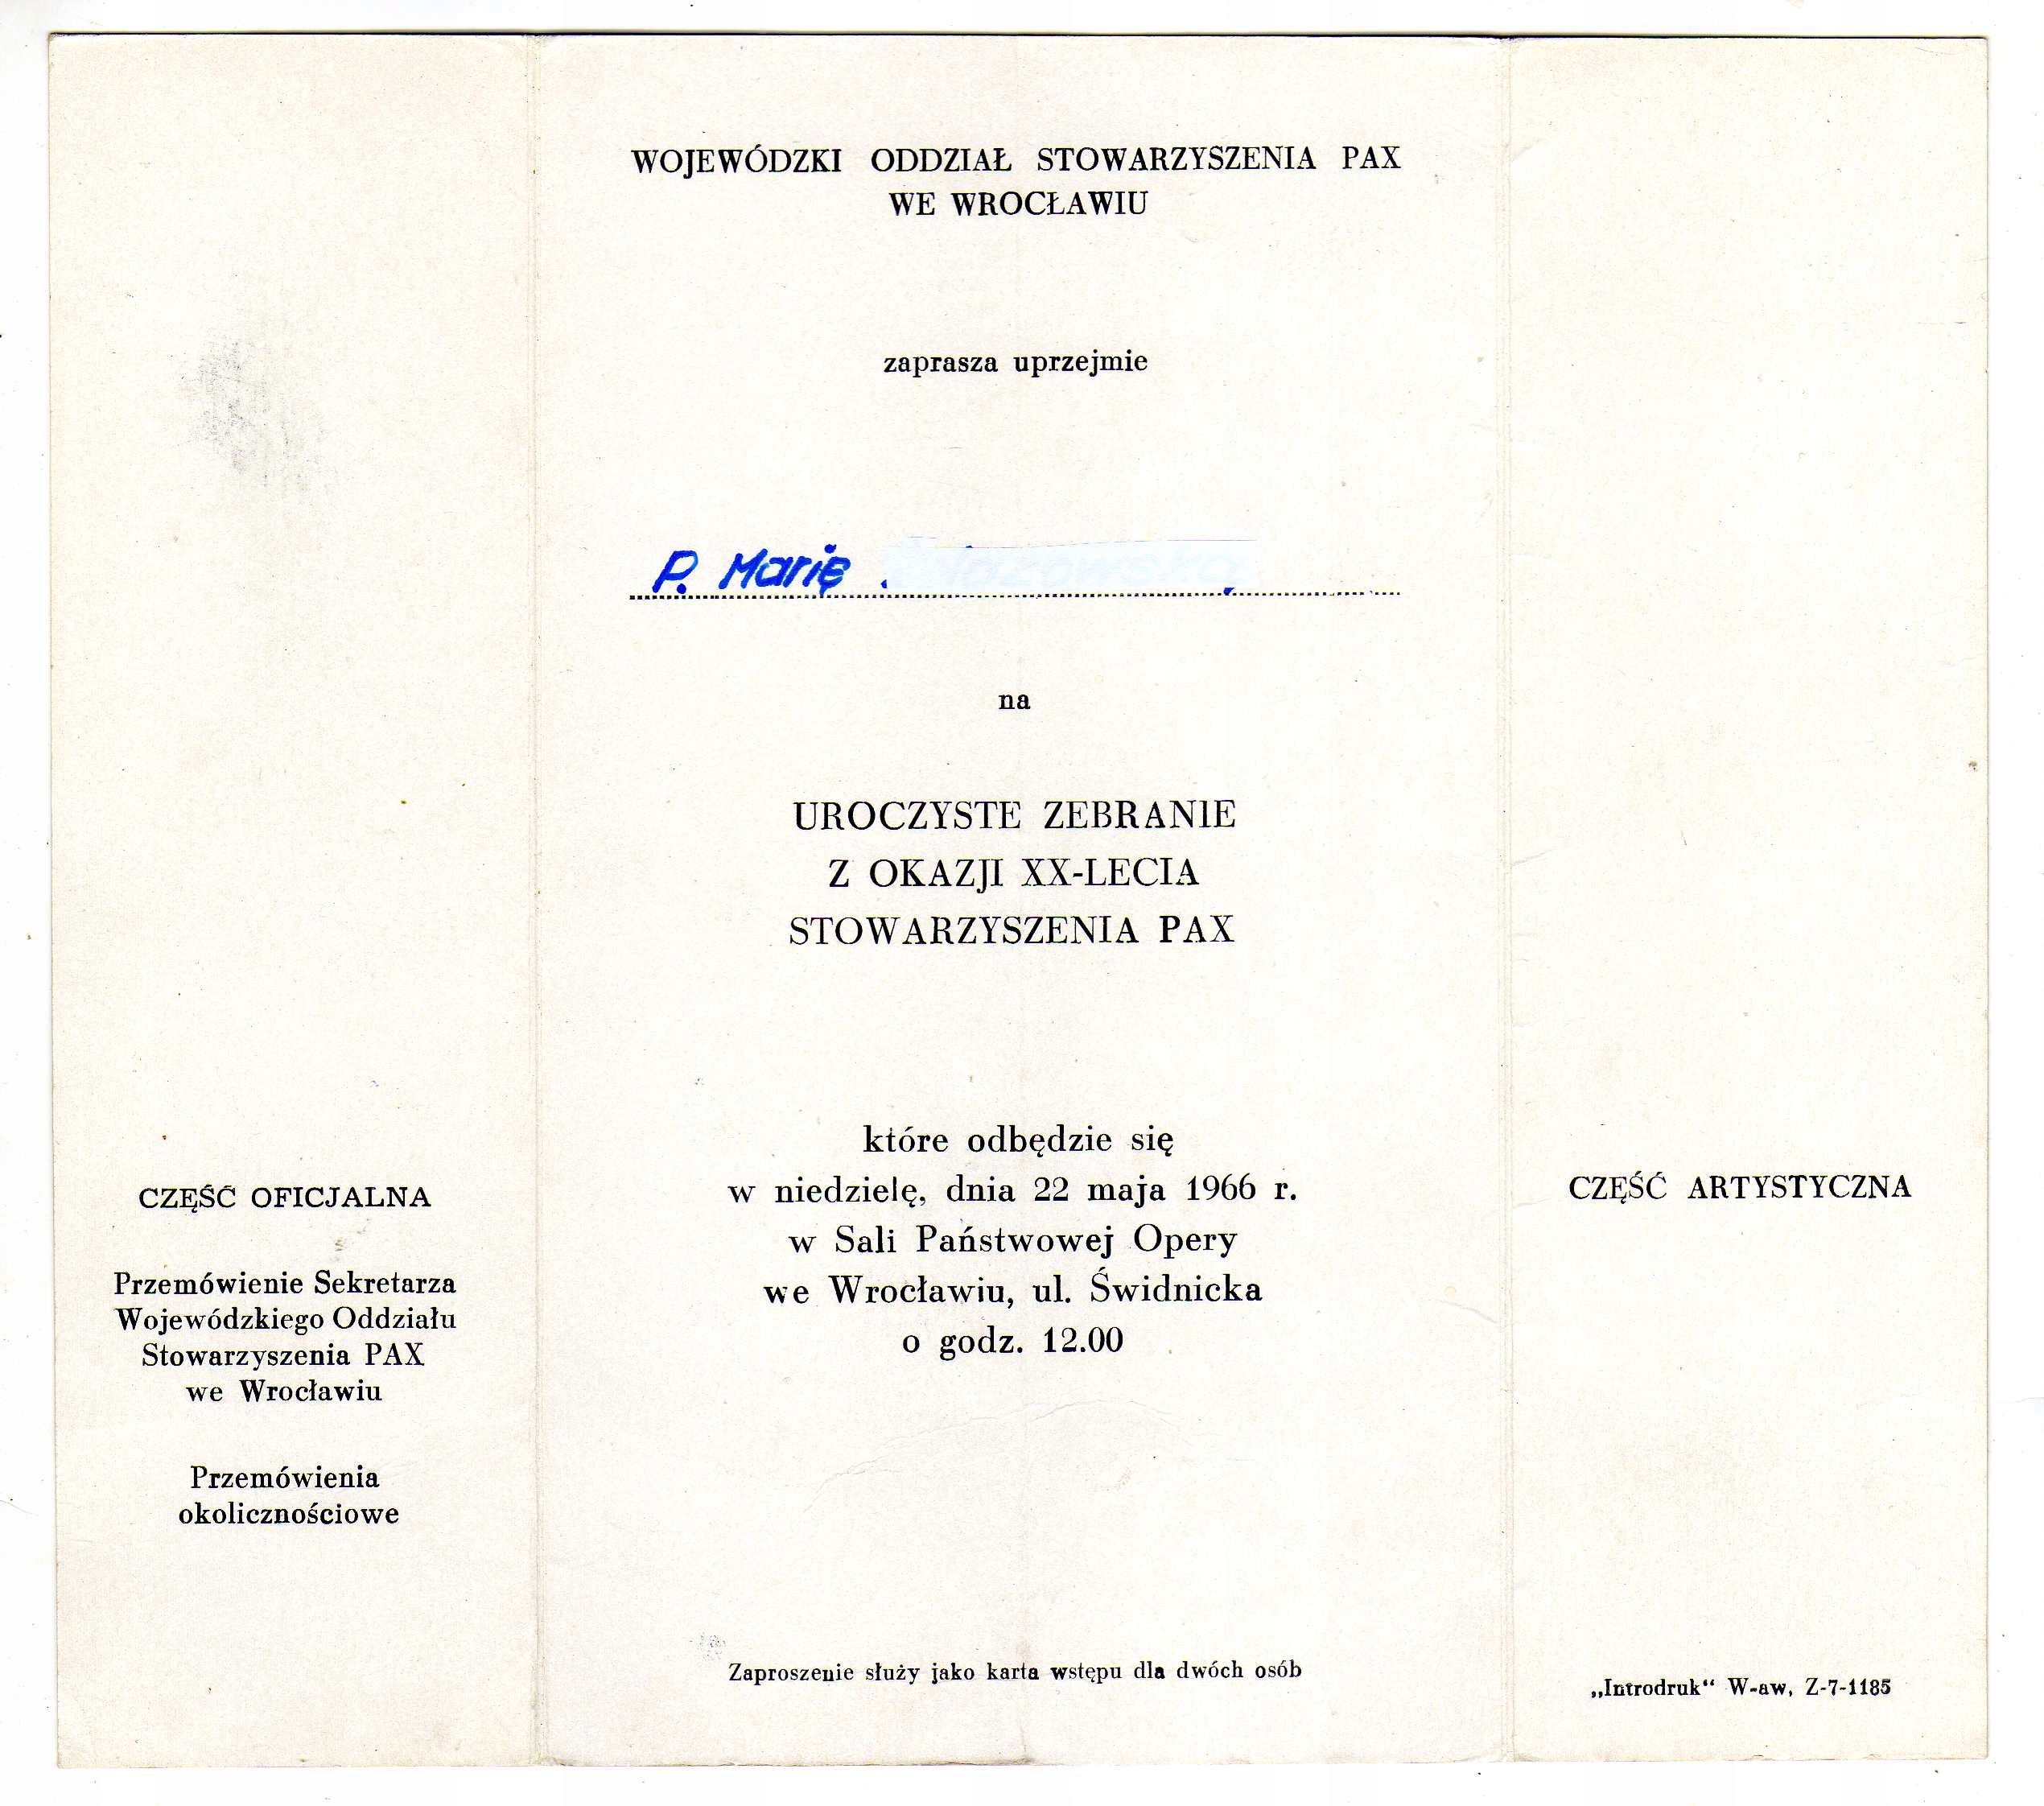 WOJEWÓDZKI ODDZIAŁ STOWARZYSZENIA PAX
WE WROCŁAWIU
zaprasza uprzejmie
P. Marię
na
UROCZYSTE ZEBRANIE
Z OKAZJI XX-LECIA
STOWARZYSZENIA PAX
które odbędzie się
w niedzielę, dnia 22 maja 1966 r.
w Sali Państwowej Opery
we Wrocławiu, ul. Świdnicka
o godz. 12.00
Zaproszenie służy jako karta wstępu dla dwóch osób
CZĘŚĆ OFICJALNA
Przemówienie Sekretarza
Wojewódzkiego Oddziału
Stowarzyszenia PAX
we Wrocławiu
Przemówienia
okolicznościowe
CZĘŚĆ ARTYSTYCZNA
„Introdruk“ W-aw, Z-7-1185